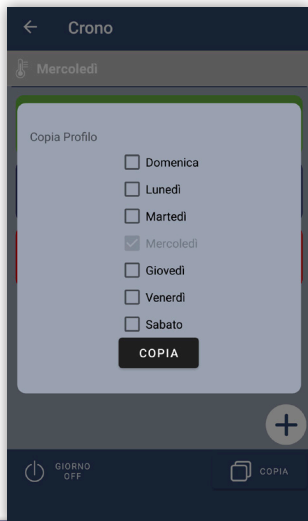 Crono
Mercoledì
Copia Profilo
Domenica
Lunedì
Martedì
Mercoledì
Giovedì
Venerdì
Sabato
COPIA
GIORNO
OFF
COPIA